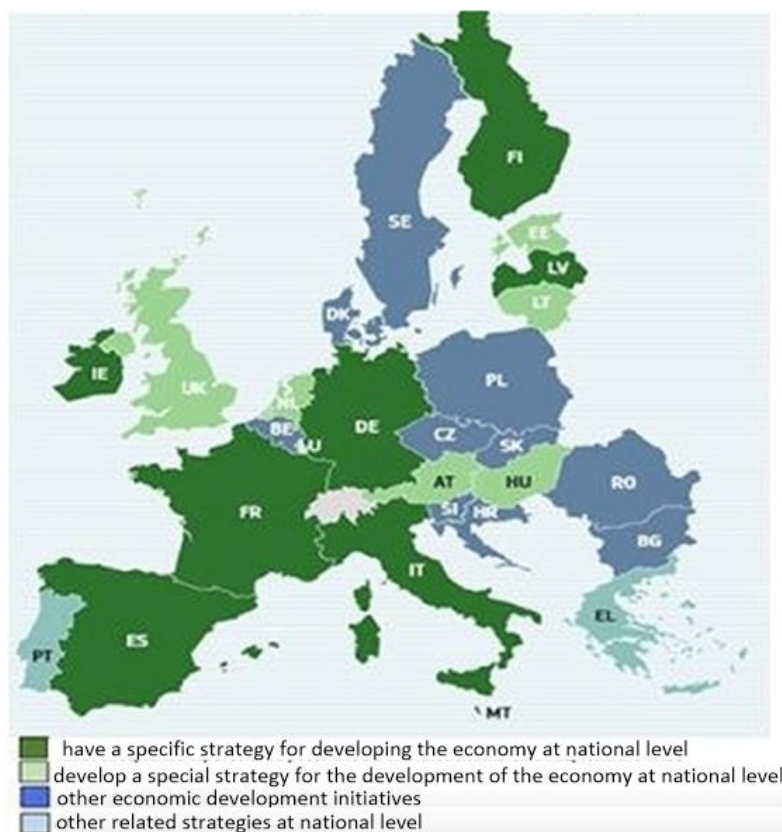 FI
SE
EE
LV
LT
DK
IE
UK
NL
PL
DE
BE
LU
CZ
SK
AT
HU
RO
FR
SI
HR
BG
IT
EL
ES
PT
MT
have a specific strategy for developing the economy at national level
develop a special strategy for the development of the economy at national level
other economic development initiatives
other related strategies at national level